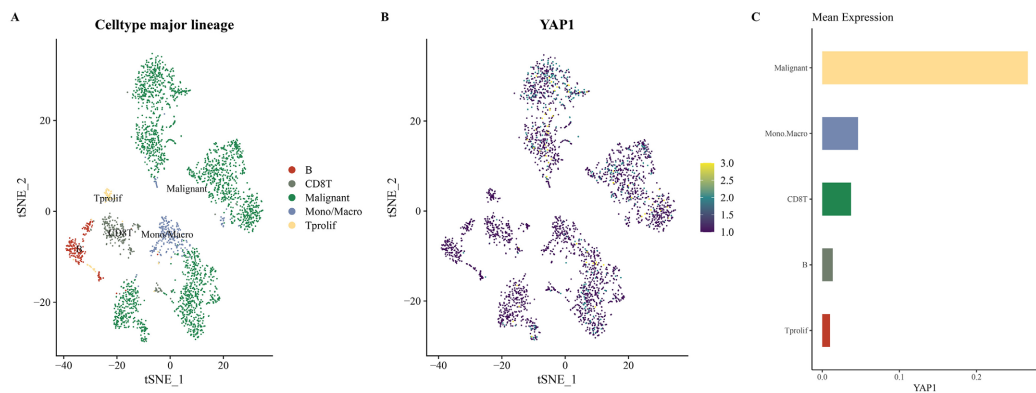 A
Celltype major lineage
20
0
−20
−40
−20
0
20
tSNE_1
tSNE_2
Malignant
Tprolif
CD8T
Mono/Macro
B
B
CD8T
Malignant
Mono/Macro
Tprolif
B
YAP1
20
0
−20
−40
−20
0
20
tSNE_1
tSNE_2
3.0
2.5
2.0
1.5
1.0
C
Mean Expression
Malignant
Mono.Macro
CD8T
B
Tprolif
0.0
0.1
0.2
YAP1